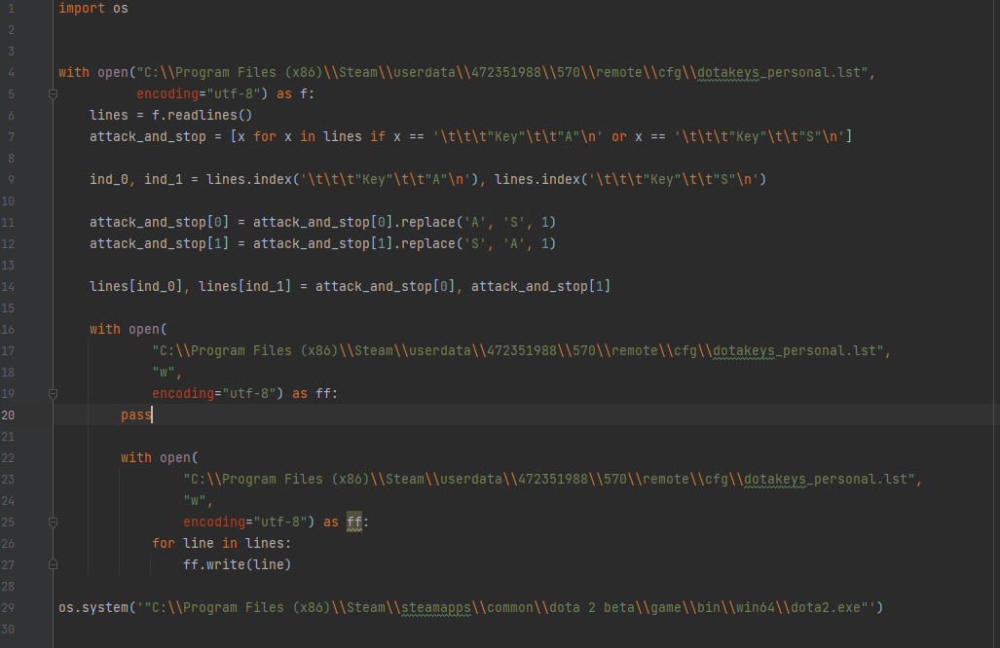 1 import os
2
3
4 with open("C:\\Program Files (x86)\\Steam\\userdata\\472351988\\570\\remote\\cfg\\dotakeys_personal.lst",
5           encoding="utf-8") as f:
6     lines = f.readlines()
7     attack_and_stop = [x for x in lines if x == '\t\t\t"Key"\t\t"A"\n' or x == '\t\t\t"Key"\t\t"S"\n']
8
9     ind_0, ind_1 = lines.index('\t\t\t"Key"\t\t"A"\n'), lines.index('\t\t\t"Key"\t\t"S"\n')
10
11     attack_and_stop[0] = attack_and_stop[0].replace('A', 'S', 1)
12     attack_and_stop[1] = attack_and_stop[1].replace('S', 'A', 1)
13
14     lines[ind_0], lines[ind_1] = attack_and_stop[0], attack_and_stop[1]
15
16     with open(
17             "C:\\Program Files (x86)\\Steam\\userdata\\472351988\\570\\remote\\cfg\\dotakeys_personal.lst",
18             "w",
19             encoding="utf-8") as ff:
20         pass
21
22         with open(
23                 "C:\\Program Files (x86)\\Steam\\userdata\\472351988\\570\\remote\\cfg\\dotakeys_personal.lst",
24                 "w",
25                 encoding="utf-8") as ff:
26             for line in lines:
27                 ff.write(line)
28
29 os.system('"C:\\Program Files (x86)\\Steam\\steamapps\\common\\dota 2 beta\\game\\bin\\win64\\dota2.exe"')
30